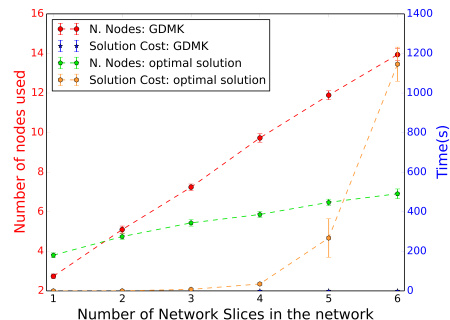 N. Nodes: GDMK
Solution Cost: GDMK
N. Nodes: optimal solution
Solution Cost: optimal solution
Number of nodes used
16
14
12
10
8
6
4
2
1400
1200
1000
800
600
400
200
0
Time(s)
1 2 3 4 5 6
Number of Network Slices in the network